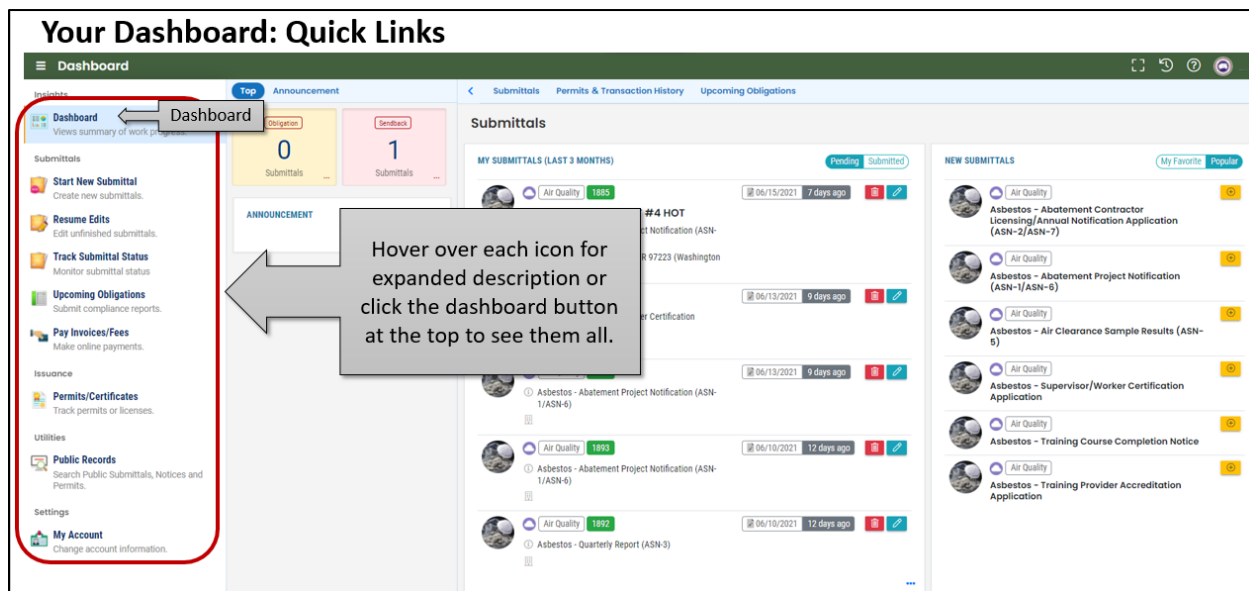 Your Dashboard: Quick Links
Dashboard
Insights
Dashboard
Views summary of work progress.
Dashboard
Submittals
Start New Submittal
Create new submittals.
Resume Edits
Edit unfinished submittals.
Track Submittal Status
Monitor submittal status
Upcoming Obligations
Submit compliance reports.
Pay Invoices/Fees
Make online payments.
Issuance
Permits/Certificates
Track permits or licenses.
Utilities
Public Records
Search Public Submittals, Notices and
Permits.
Settings
My Account
Change account information.
Top Announcement
Obligation
0
Submittals ...
Sendback
1
Submittals ...
ANNOUNCEMENT
Hover over each icon for
expanded description or
click the dashboard button
at the top to see them all.
Submittals Permits & Transaction History Upcoming Obligations
Submittals
MY SUBMITTALS (LAST 3 MONTHS) Pending Submitted
Air Quality 1885 06/15/2021 7 days ago
#4 HOT
ct Notification (ASN-
R 97223 (Washington
06/13/2021 9 days ago
er Certification
06/13/2021 9 days ago
Asbestos - Abatement Project Notification (ASN-
1/ASN-6)
Air Quality 1893 06/10/2021 12 days ago
Asbestos - Abatement Project Notification (ASN-
1/ASN-6)
Air Quality 1892 06/10/2021 12 days ago
Asbestos - Quarterly Report (ASN-3)
...
NEW SUBMITTALS My Favorite Popular
Air Quality
Asbestos - Abatement Contractor
Licensing/Annual Notification Application
(ASN-2/ASN-7)
Air Quality
Asbestos - Abatement Project Notification
(ASN-1/ASN-6)
Air Quality
Asbestos - Air Clearance Sample Results (ASN-
5)
Air Quality
Asbestos - Supervisor/Worker Certification
Application
Air Quality
Asbestos - Training Course Completion Notice
Air Quality
Asbestos - Training Provider Accreditation
Application